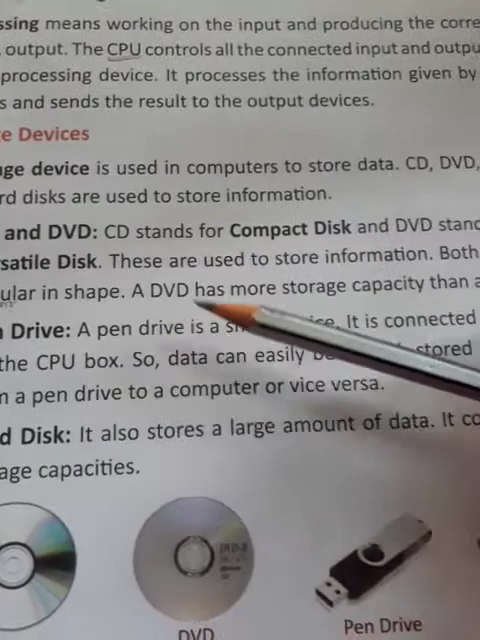 ssing means working on the input and producing the corre
output. The CPU controls all the connected input and outpu
processing device. It processes the information given by
s and sends the result to the output devices.
e Devices
age device is used in computers to store data. CD, DVD,
rd disks are used to store information.
and DVD: CD stands for Compact Disk and DVD stand
satile Disk. These are used to store information. Both
ular in shape. A DVD has more storage capacity than a
n Drive: A pen drive is a It is connected
the CPU box. So, data can easily stored
m a pen drive to a computer or vice versa.
d Disk: It also stores a large amount of data. It co
age capacities.
DVD-R
DVD
Pen Drive